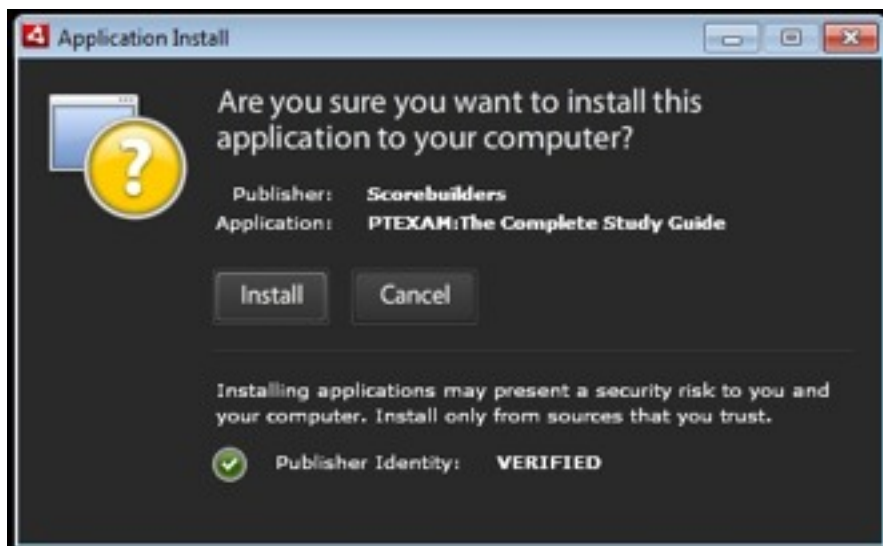 Application Install
Are you sure you want to install this
application to your computer?
Publisher: Scorebuilders
Application: PTEXAM:The Complete Study Guide
Install Cancel
Installing applications may present a security risk to you and
your computer. Install only from sources that you trust.
Publisher Identity: VERIFIED